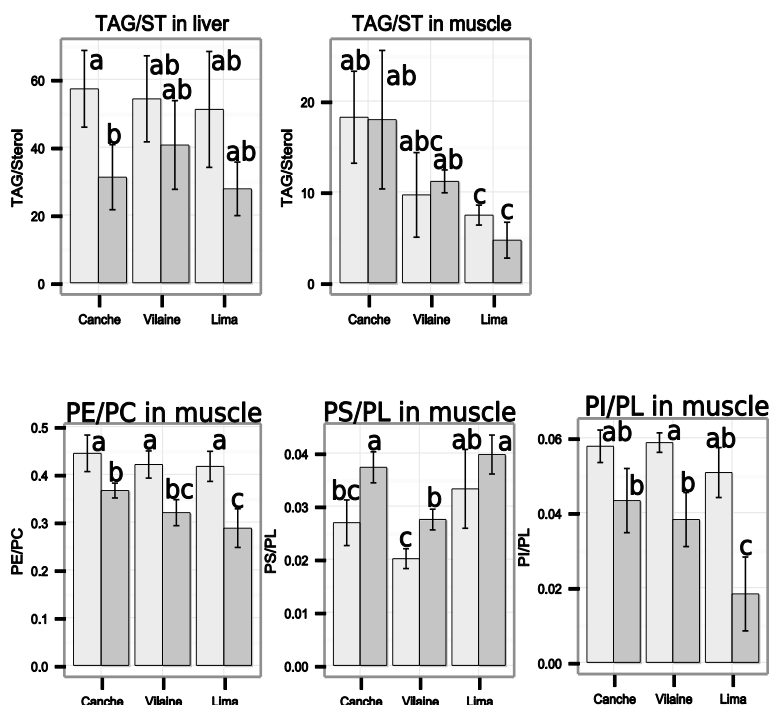 TAG/ST in liver
TAG/Sterol
60
40
20
0
a
b
ab
ab
ab
ab
Canche
Vilaine
Lima
TAG/ST in muscle
TAG/Sterol
20
10
0
ab
ab
abc
ab
c
c
Canche
Vilaine
Lima
PE/PC in muscle
PE/PC
0.5
0.4
0.3
0.2
0.1
0.0
a
b
a
bc
a
c
Canche
Vilaine
Lima
PS/PL in muscle
PS/PL
0.04
0.03
0.02
0.01
0.00
bc
a
c
b
ab
a
Canche
Vilaine
Lima
PI/PL in muscle
PI/PL
0.06
0.04
0.02
0.00
ab
b
a
b
ab
c
Canche
Vilaine
Lima